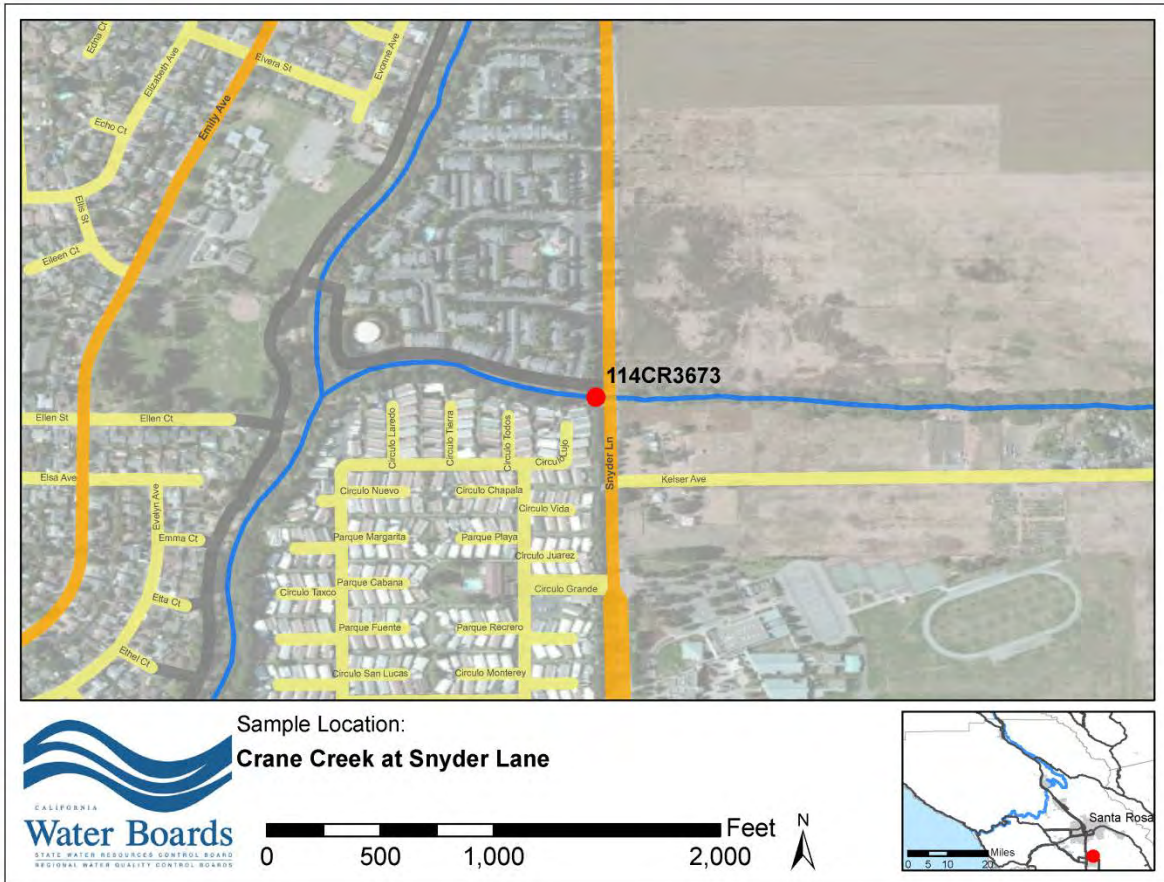 Edna Ct
Elizabeth Ave
Elvera St
Evonne Ave
Echo Ct
Emily Ave
Ellis St
Eileen Ct
114CR3673
Ellen St
Ellen Ct
Circulo Laredo
Circulo Tierra
Circulo Todos
Circulo Lujo
Snyder Ln
Keiser Ave
Elsa Ave
Evelyn Ave
Circulo Nuevo
Circulo Chapala
Circulo Vida
Emma Ct
Parque Margarita
Parque Playa
Circulo Juarez
Circulo Taxco
Parque Cabana
Circulo Grande
Etta Ct
Parque Fuente
Parque Recrero
Ethel Ct
Circulo San Lucas
Circulo Monterey
CALIFORNIA
Water Boards
STATE WATER RESOURCES CONTROL BOARD
REGIONAL WATER QUALITY CONTROL BOARDS
Sample Location:
Crane Creek at Snyder Lane
Feet
0 500 1,000 2,000
N
Santa Rosa
Miles
0 5 10 20